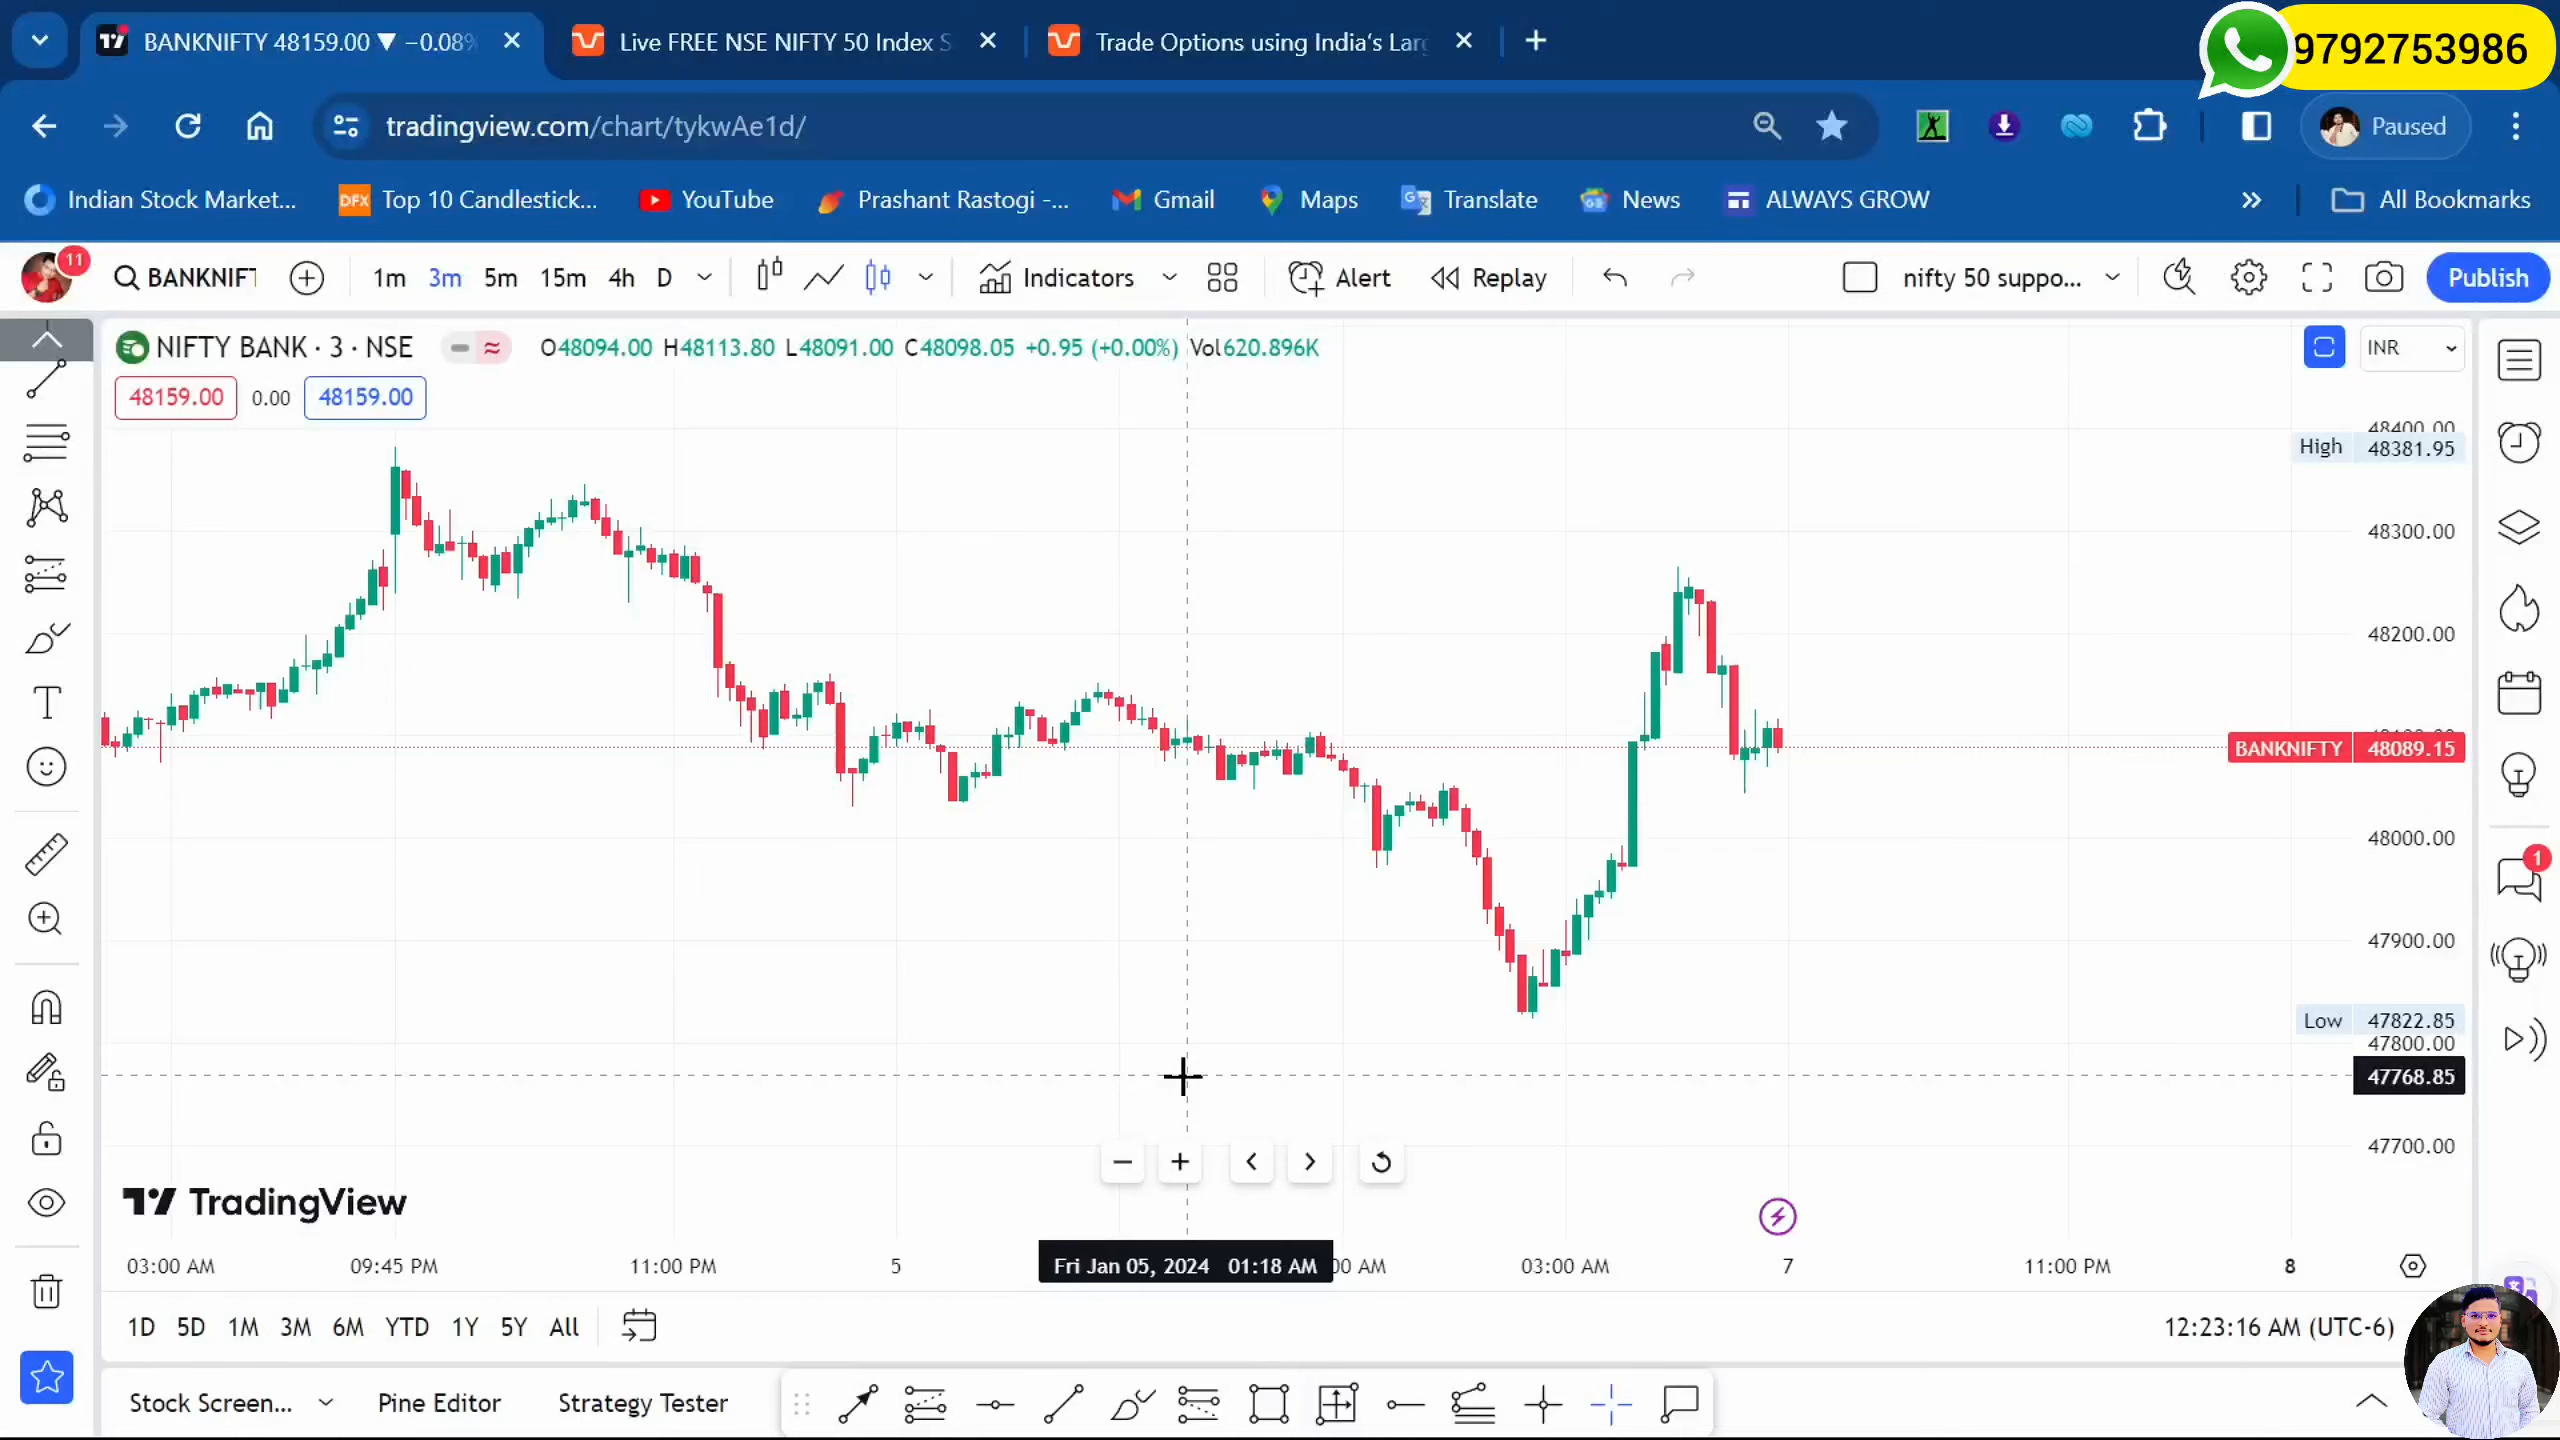 BANKNIFTY 48159.00 ▼ −0.08%
Live FREE NSE NIFTY 50 Index S
Trade Options using India's Lar
9792753986
tradingview.com/chart/tykwAe1d/
Paused
Indian Stock Market...
DFX
Top 10 Candlestick...
YouTube
Prashant Rastogi -...
Gmail
Maps
Translate
News
ALWAYS GROW
All Bookmarks
11
BANKNIFT
1m 3m 5m 15m 4h D
Indicators
Alert
Replay
nifty 50 suppo...
Publish
NIFTY BANK · 3 · NSE
O48094.00 H48113.80 L48091.00 C48098.05 +0.95 (+0.00%) Vol620.896K
INR
48159.00 0.00 48159.00
48400.00
High 48381.95
48300.00
48200.00
BANKNIFTY 48089.15
48000.00
47900.00
Low 47822.85
47800.00
47768.85
47700.00
1
TradingView
03:00 AM 09:45 PM 11:00 PM 5 Fri Jan 05, 2024 01:18 AM 00 AM 03:00 AM 7 11:00 PM 8
1D 5D 1M 3M 6M YTD 1Y 5Y All
12:23:16 AM (UTC-6)
Stock Screen... Pine Editor Strategy Tester